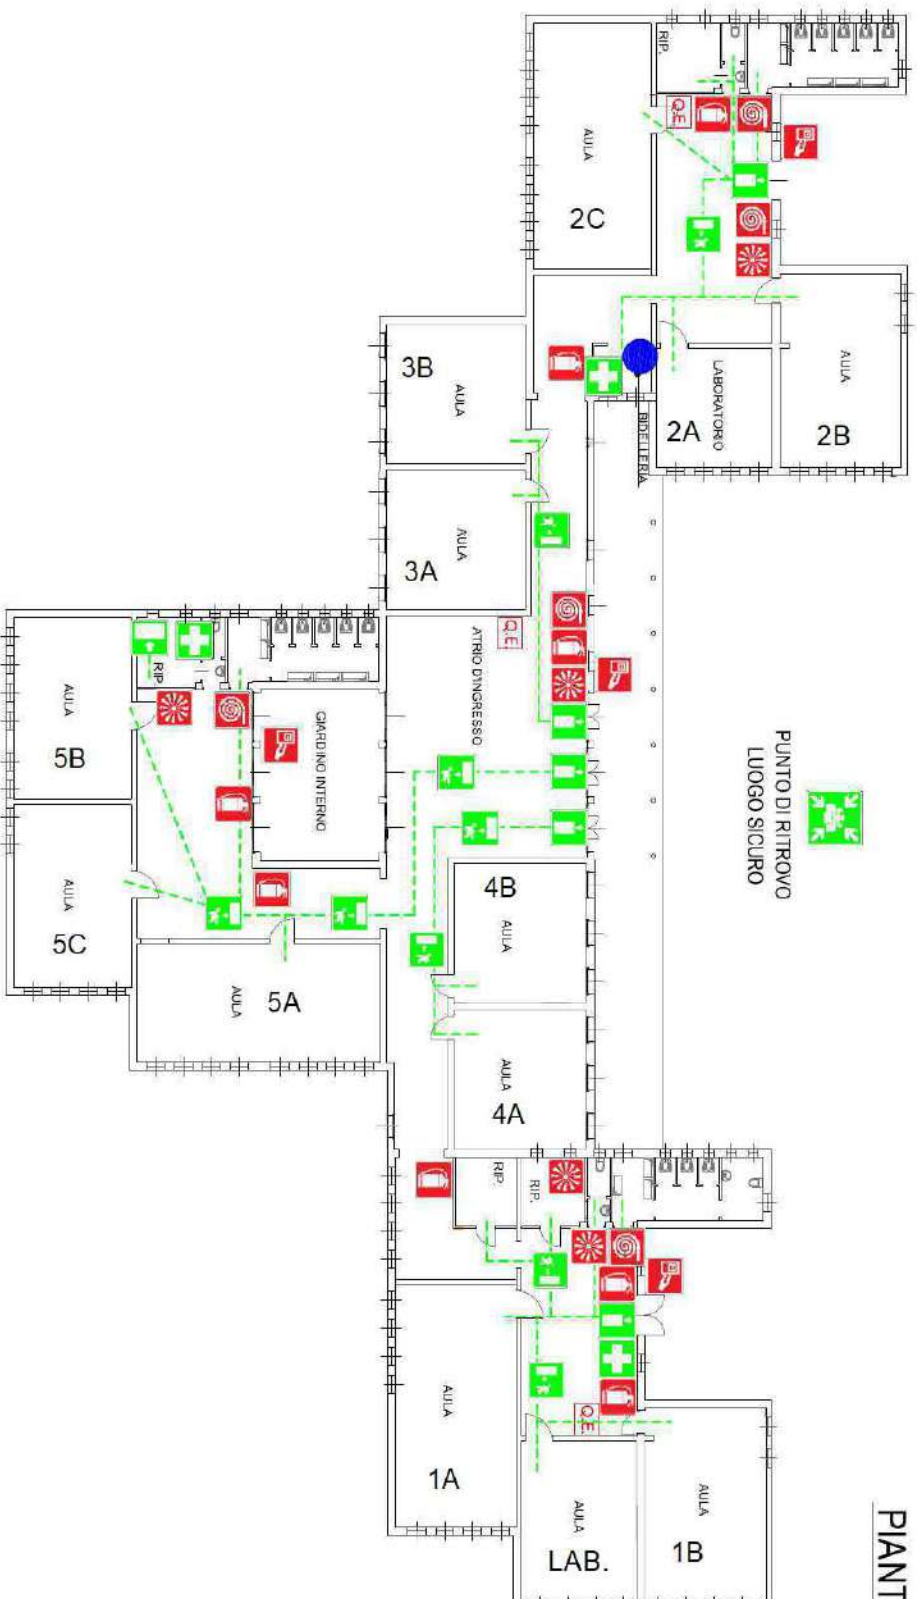 RIP.
Q.E.
AULA
2C
AULA
2B
LABORATORIO
2A
BIDELLERIA
3B
AULA
AULA
3A
Q.E.
ATRIO D'INGRESSO
PUNTO DI RITROVO
LUOGO SICURO
RIP.
AULA
5B
GIARDINO INTERNO
AULA
5C
AULA
5A
4B
AULA
AULA
4A
RIP.
RIP.
Q.E.
AULA
1A
AULA
LAB.
AULA
1B
PIANT